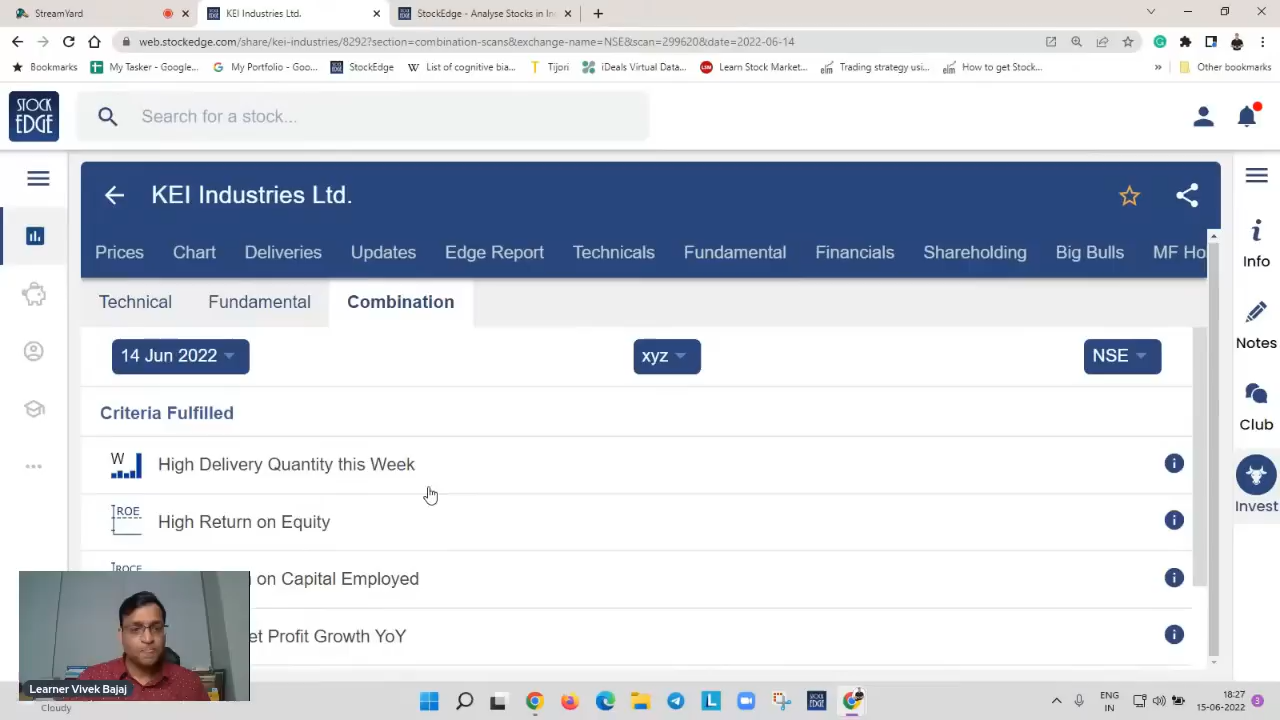 StreamYard
KEI Industries Ltd.
StockEdge - Analyse Stocks in In
web.stockedge.com/share/kei-industries/8292?section=combination-scans&exchange-name=NSE&scan=299620&date=2022-06-14
Bookmarks
My Tasker - Google...
My Portfolio - Goo...
StockEdge
List of cognitive bia...
Tijori
iDeals Virtual Data...
Learn Stock Market...
Trading strategy usi...
How to get Stock...
»
Other bookmarks
STOCK
EDGE
Search for a stock...
KEI Industries Ltd.
Prices
Chart
Deliveries
Updates
Edge Report
Technicals
Fundamental
Financials
Shareholding
Big Bulls
MF Ho
Technical
Fundamental
Combination
14 Jun 2022
xyz
NSE
Criteria Fulfilled
W
High Delivery Quantity this Week
ROE
High Return on Equity
ROCE
on Capital Employed
et Profit Growth YoY
Info
Notes
Club
Invest
Learner Vivek Bajaj
Cloudy
ENG
IN
18:27
15-06-2022
3